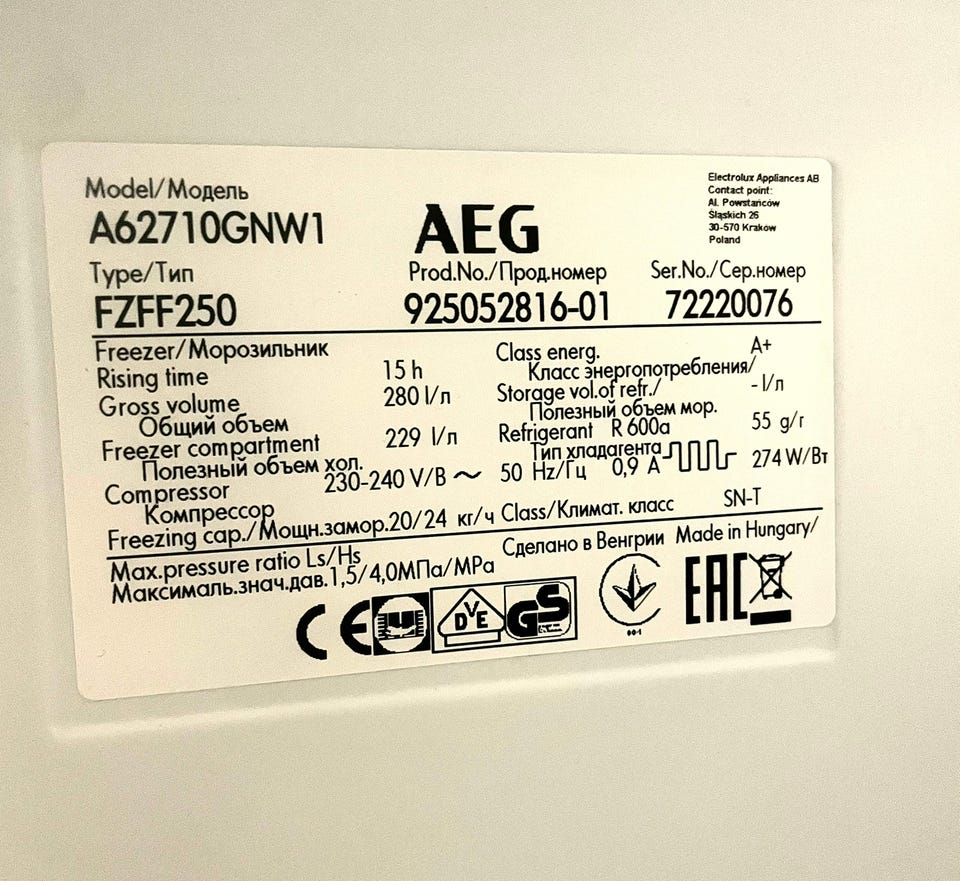 Model/Модель
A62710GNW1
AEG
Electrolux Appliances AB
Contact point:
Al. Powstańców
Śląskich 26
30-570 Kraków
Poland
Type/Тип
FZFF250
Prod.No./Прод.номер
925052816-01
Ser.No./Сер.номер
72220076
Freezer/Морозильник
Rising time 15 h
Gross volume 280 l/л
Общий объем
Freezer compartment 229 l/л
Полезный объем хол.
Class energ. A+
Класс энергопотребления/
Storage vol.of refr./ - l/л
Полезный объем мор.
Refrigerant R 600a 55 g/г
Тип хладагента
Compressor 230-240 V/В ~ 50 Hz/Гц 0,9 A 274 W/Вт
Компрессор
Freezing cap./Мощн.замор.20/24 кг/ч Class/Климат. класс SN-T
Max.pressure ratio Ls/Hs
Максималь.знач.дав.1,5/4,0МПа/MPa
Сделано в Венгрии Made in Hungary/
CE
DVE
GS
001
EAC